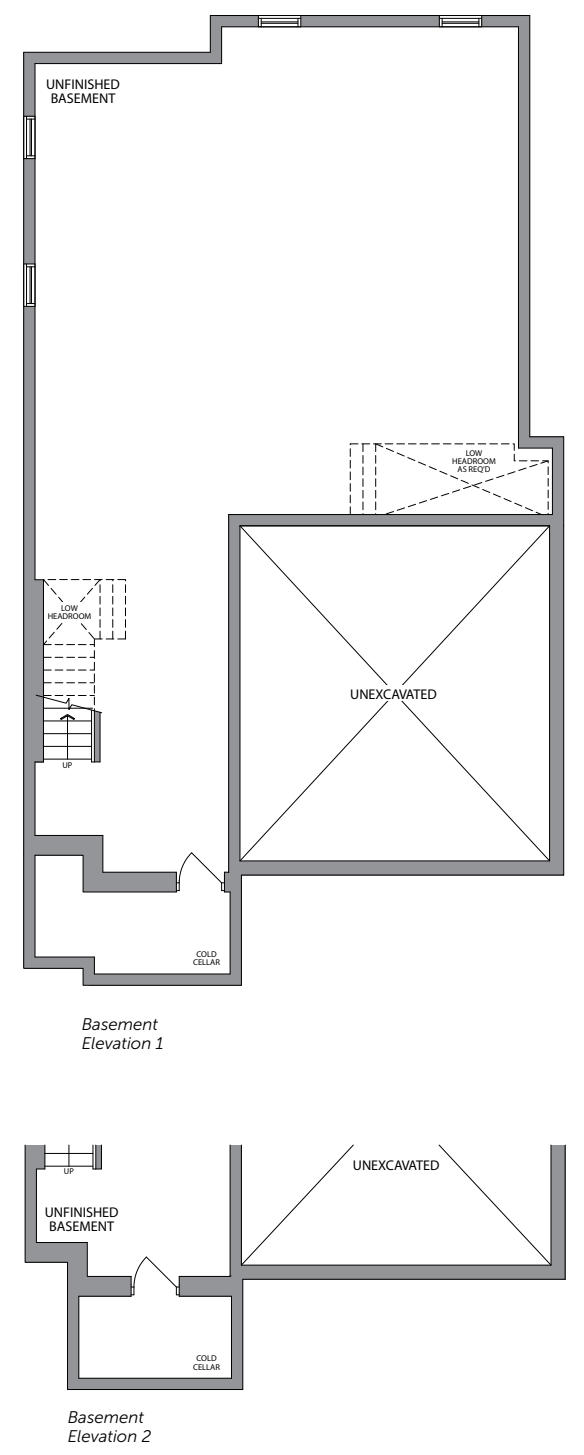 UNFINISHED
BASEMENT
LOW
HEADROOM
AS REQ'D
LOW
HEADROOM
UNEXCAVATED
UP
COLD
CELLAR
Basement
Elevation 1
UNEXCAVATED
UP
UNFINISHED
BASEMENT
COLD
CELLAR
Basement
Elevation 2